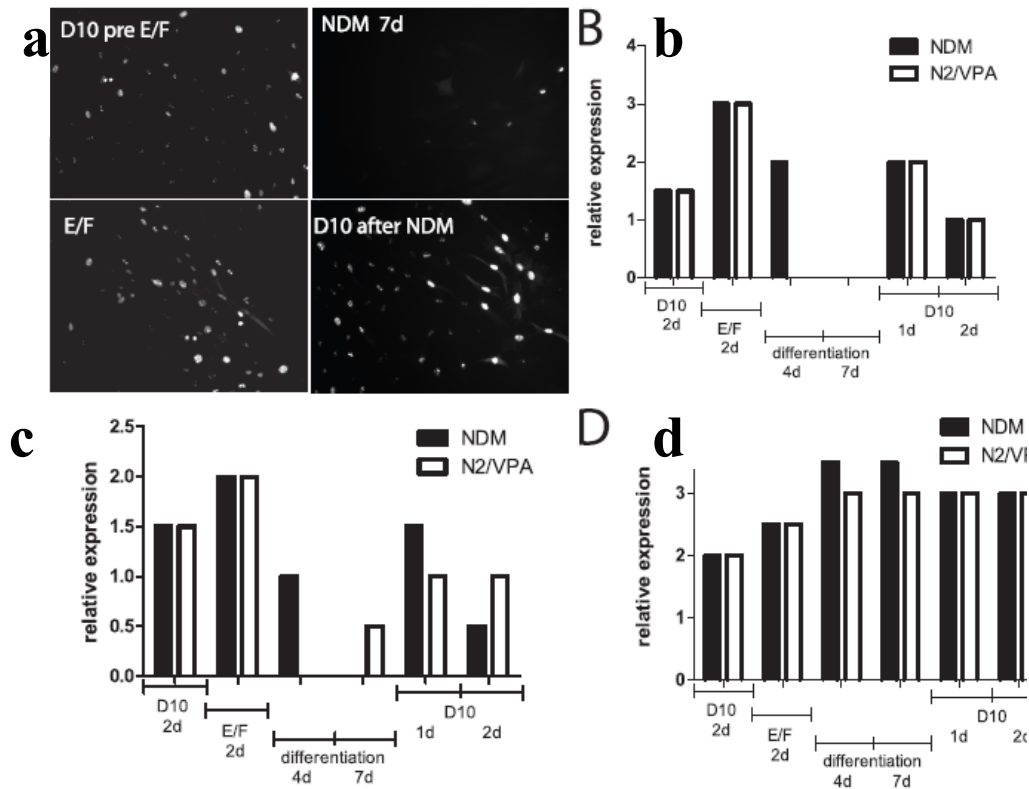 a
D10 pre E/F
NDM 7d
E/F
D10 after NDM
B
b
NDM
N2/VPA
relative expression
4
3
2
1
0
D10
2d
E/F
2d
differentiation
4d 7d
D10
1d 2d
c
NDM
N2/VPA
relative expression
2.5
2.0
1.5
1.0
0.5
0.0
D10
2d
E/F
2d
differentiation
4d 7d
D10
1d 2d
D
d
NDM
N2/VP
relative expression
3
2
1
0
D10
2d
E/F
2d
differentiation
4d 7d
D10
1d 2d